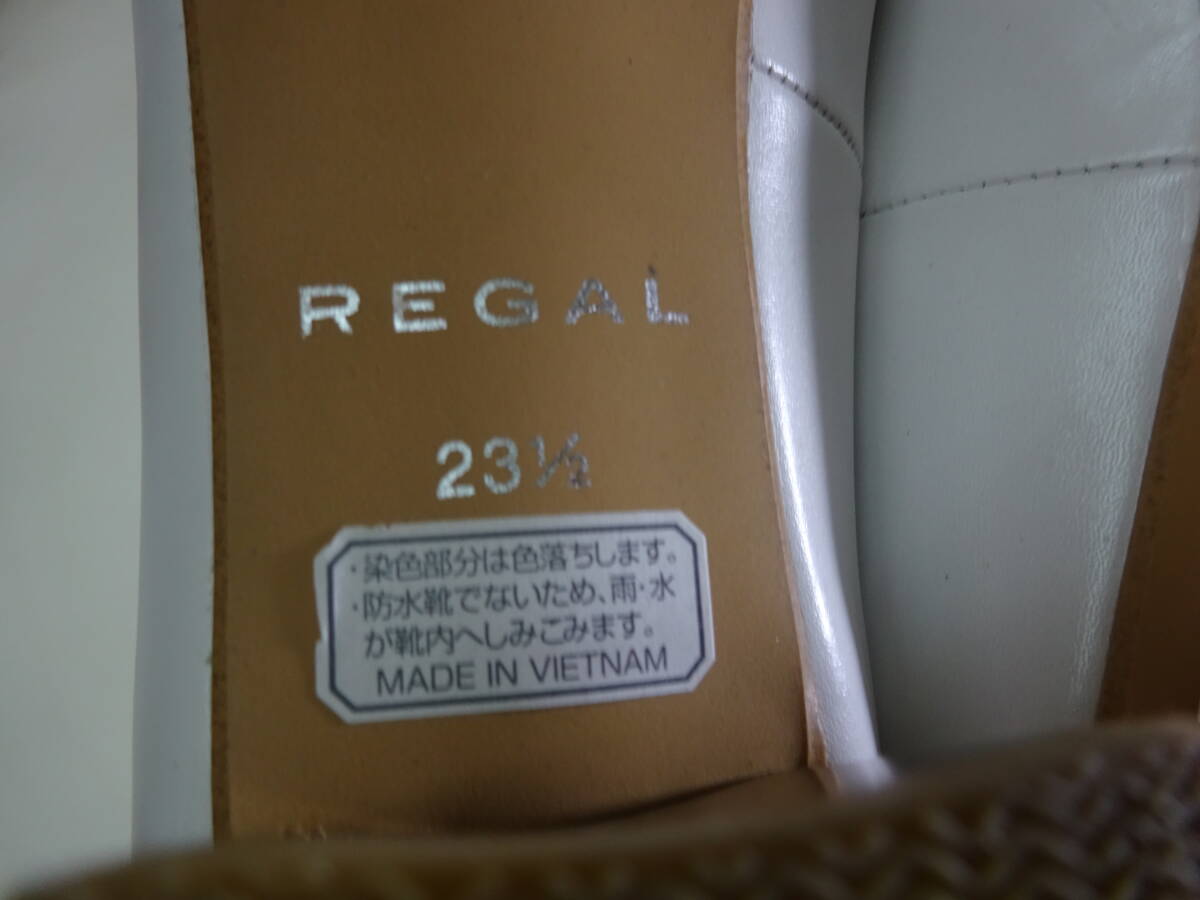 REGAL
23½
・染色部分は色落ちします。
・防水靴でないため、雨・水
が靴内へしみこみます。
MADE IN VIETNAM